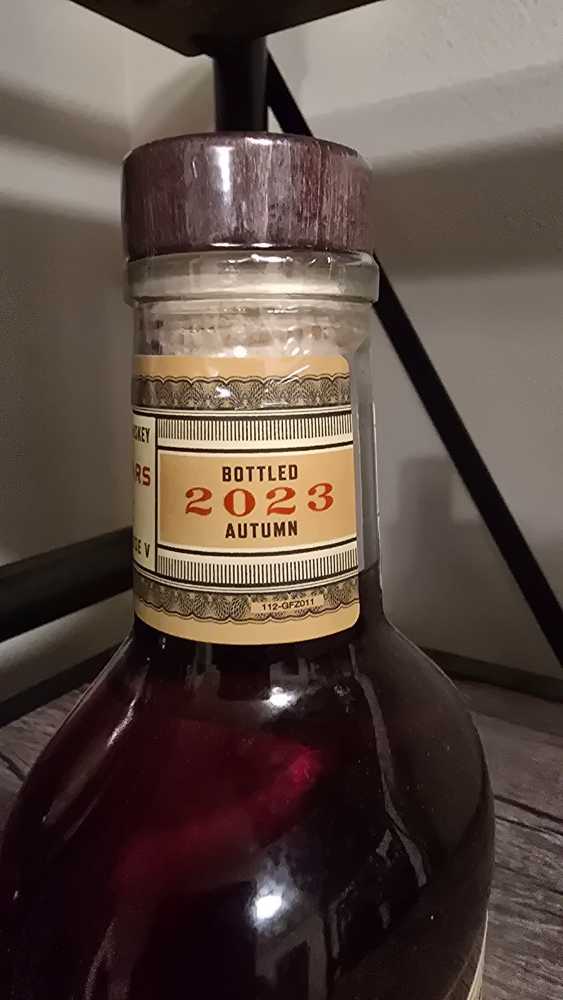 BOTTLED
2023
AUTUMN
112-GFZ011